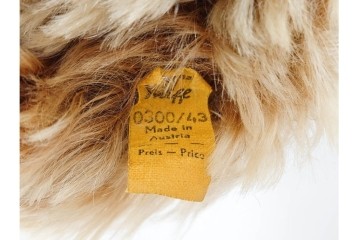 Steiff
0300/43
Made in
Austria
Preis — Price